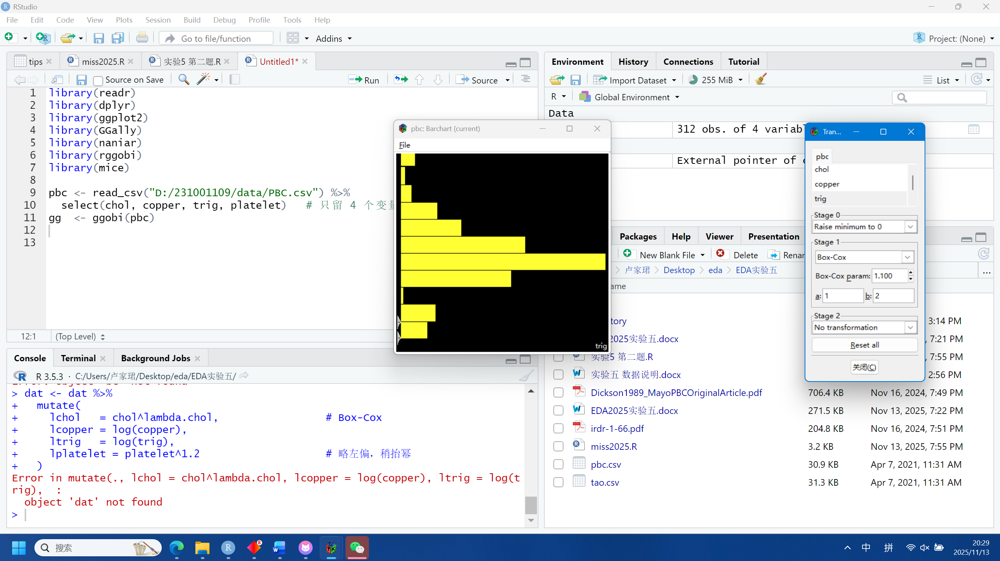 RStudio
File Edit Code View Plots Session Build Debug Profile Tools Help
Go to file/function Addins Project: (None)
tips miss2025.R 实验5 第二题.R Untitled1*
Source on Save Run Source
1 library(readr)
2 library(dplyr)
3 library(ggplot2)
4 library(GGally)
5 library(naniar)
6 library(rggobi)
7 library(mice)
8
9 pbc <- read_csv("D:/231001109/data/PBC.csv") %>%
10 select(chol, copper, trig, platelet) # 只留 4 个变
11 gg <- ggobi(pbc)
12
13
12:1 (Top Level)
Console Terminal Background Jobs
R 3.5.3 · C:/Users/卢家珺/Desktop/eda/EDA实验五/
> dat <- dat %>%
+ mutate(
+ lchol = chol^lambda.chol, # Box-Cox
+ lcopper = log(copper),
+ ltrig = log(trig),
+ lplatelet = platelet^1.2 # 略左偏，稍抬幂
+ )
Error in mutate(., lchol = chol^lambda.chol, lcopper = log(copper), ltrig = log(t
rig), :
object 'dat' not found
>
pbc: Barchart (current)
File
trig
Environment History Connections Tutorial
Import Dataset 255 MiB List
R Global Environment
Data
312 obs. of 4 variabl
External pointer of
Tran...
pbc
chol
copper
trig
Stage 0
Raise minimum to 0
Stage 1
Box-Cox
Box-Cox param: 1.100
a: 1 b: 2
Stage 2
No transformation
Reset all
关闭(C)
Packages Help Viewer Presentation
New Blank File Delete Renam
卢家珺 Desktop eda EDA实验五 ...
ame
tory 3:14 PM
2025实验五.docx , 7:21 PM
实验5 第二题.R , 7:55 PM
实验五 数据说明.docx 2:56 PM
Dickson1989_MayoPBCOriginalArticle.pdf 706.4 KB Nov 16, 2024, 7:49 PM
EDA2025实验五.docx 271.5 KB Nov 13, 2025, 7:22 PM
irdr-1-66.pdf 204.8 KB Nov 16, 2024, 7:51 PM
miss2025.R 3.2 KB Nov 13, 2025, 7:55 PM
pbc.csv 30.9 KB Apr 7, 2021, 11:31 AM
tao.csv 31.3 KB Apr 7, 2021, 11:31 AM
搜索 8 中 拼 20:29
2025/11/13